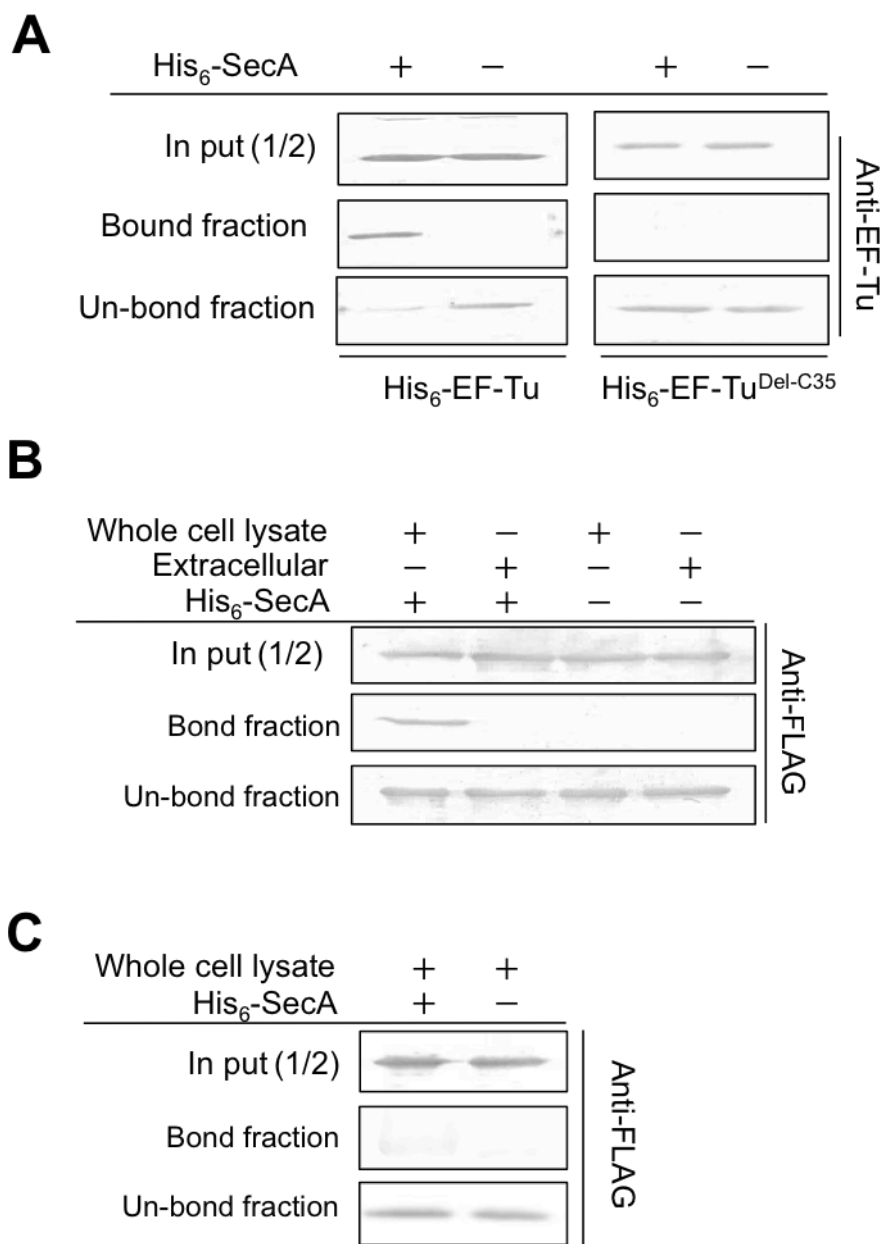 A
His6-SecA + − + −
In put (1/2)
Bound fraction
Un-bond fraction
Anti-EF-Tu
His6-EF-Tu His6-EF-TuDel-C35
B
Whole cell lysate + − + −
Extracellular − + − +
His6-SecA + + − −
In put (1/2)
Bond fraction
Un-bond fraction
Anti-FLAG
C
Whole cell lysate + +
His6-SecA + −
In put (1/2)
Bond fraction
Un-bond fraction
Anti-FLAG